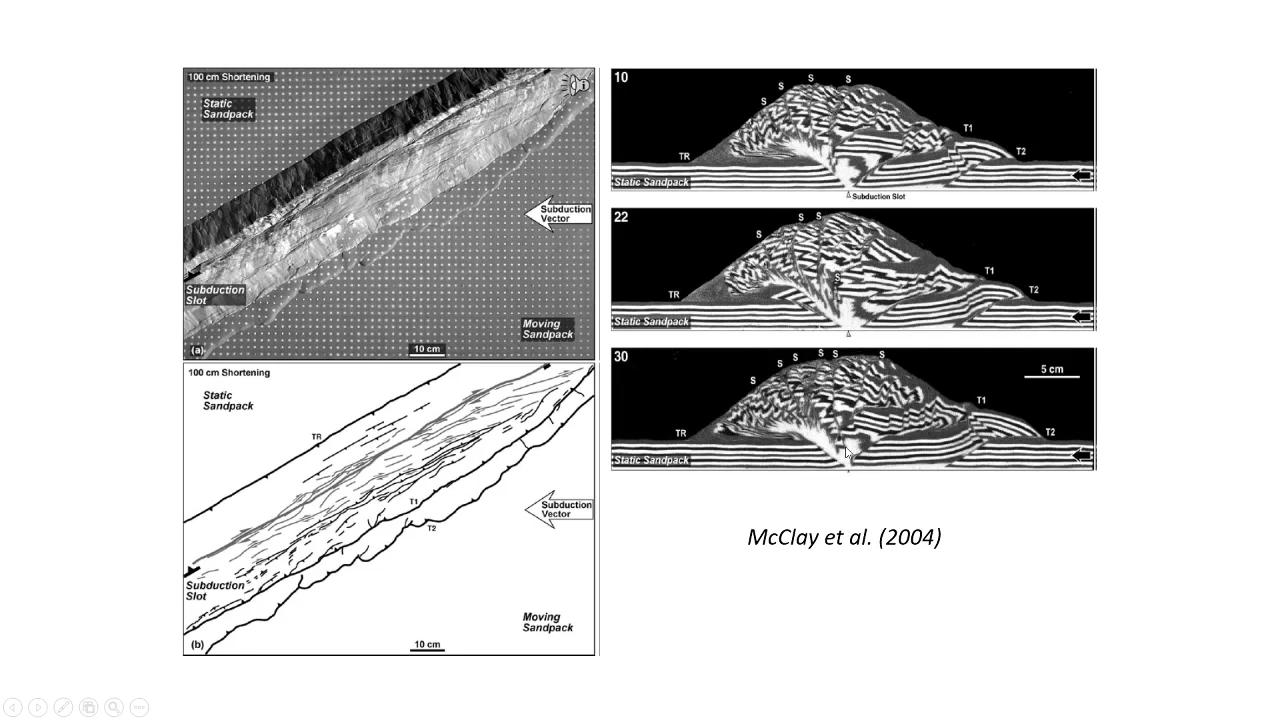 100 cm Shortening
Static
Sandpack
Subduction
Vector
Subduction
Slot
Moving
Sandpack
(a)
10 cm
100 cm Shortening
Static
Sandpack
TR
T1
T2
Subduction
Vector
Subduction
Slot
Moving
Sandpack
(b)
10 cm
10
S
S
S
S
T1
T2
TR
Static Sandpack
Subduction Slot
22
S
S
S
S
T1
T2
TR
Static Sandpack
30
S
S
S
S
S
S
5 cm
T1
T2
TR
Static Sandpack
McClay et al. (2004)